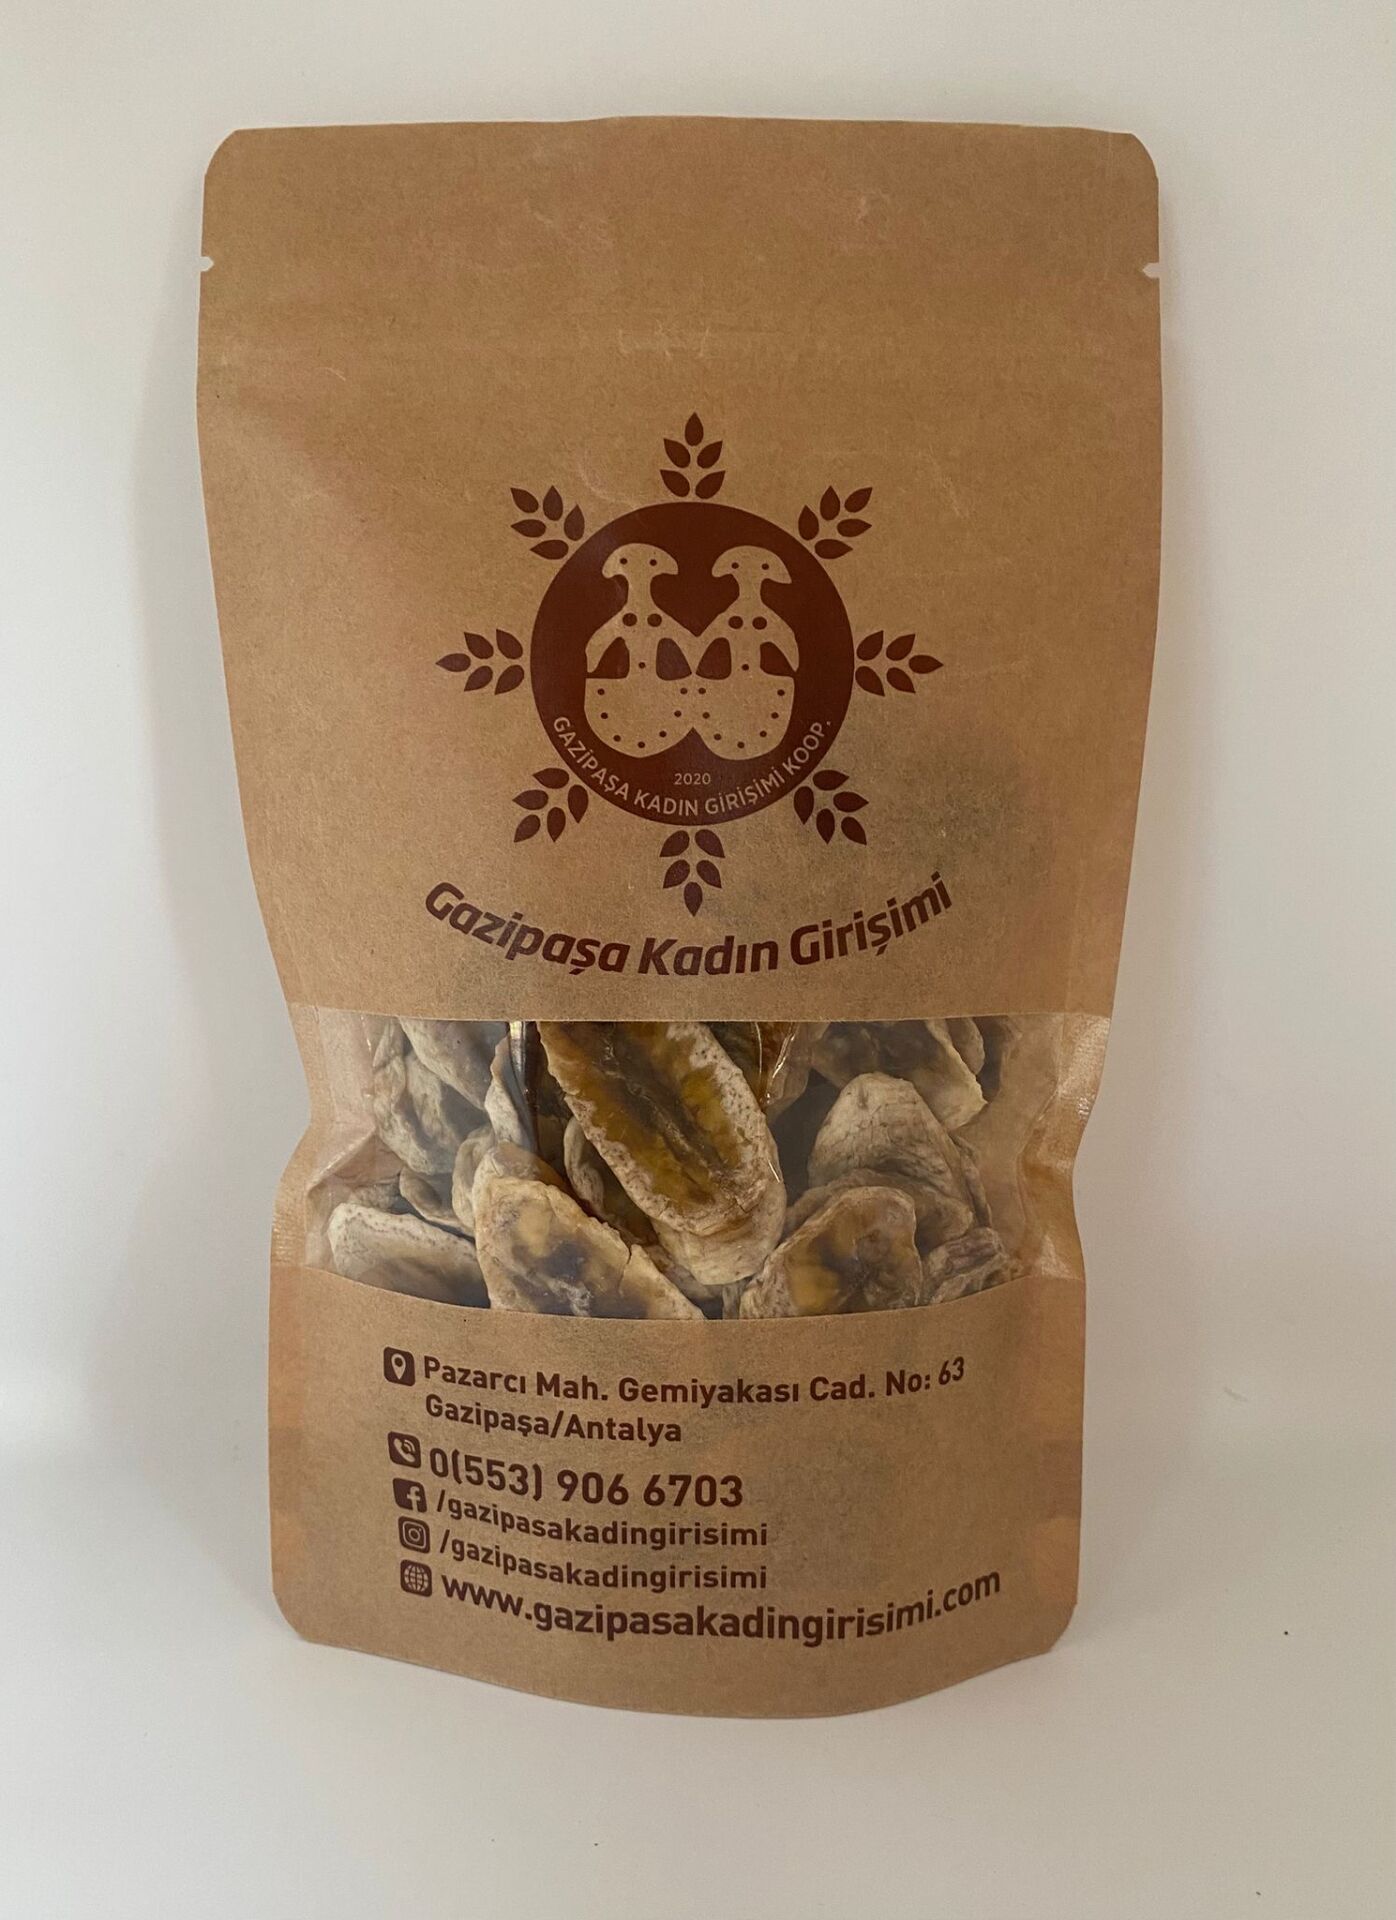 2020
GAZİPAŞA KADIN GİRİŞİMİ KOOP.
Gazipaşa Kadın Girişimi
Pazarcı Mah. Gemiyakası Cad. No: 63
Gazipaşa/Antalya
0(553) 906 6703
/gazipasakadingirisimi
/gazipasakadingirisimi
www.gazipasakadingirisimi.com